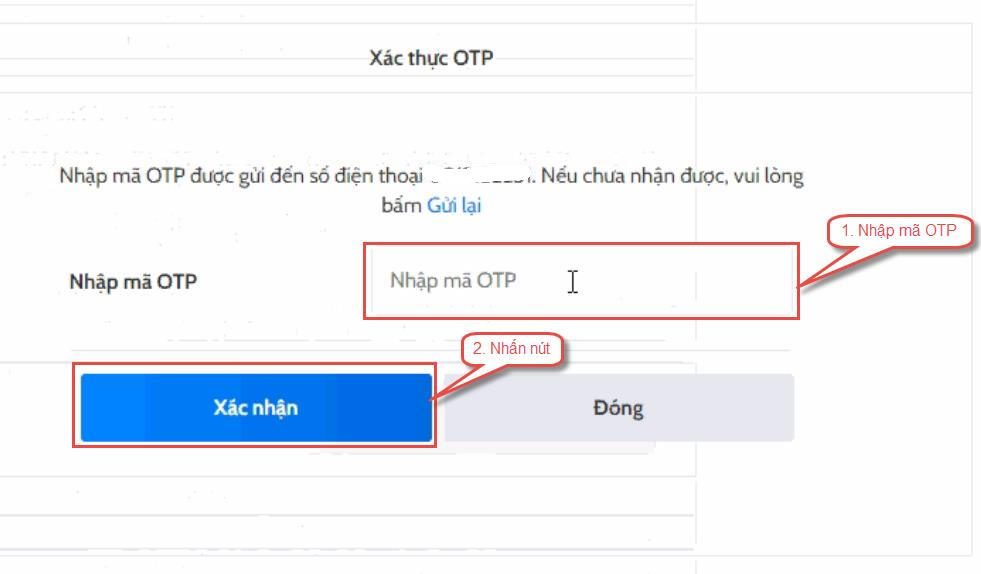 Xác thực OTP
Nhập mã OTP được gửi đến số điện thoại. Nếu chưa nhận được, vui lòng
bấm Gửi lại
1. Nhập mã OTP
Nhập mã OTP
Nhập mã OTP
2. Nhấn nút
Xác nhận
Đóng